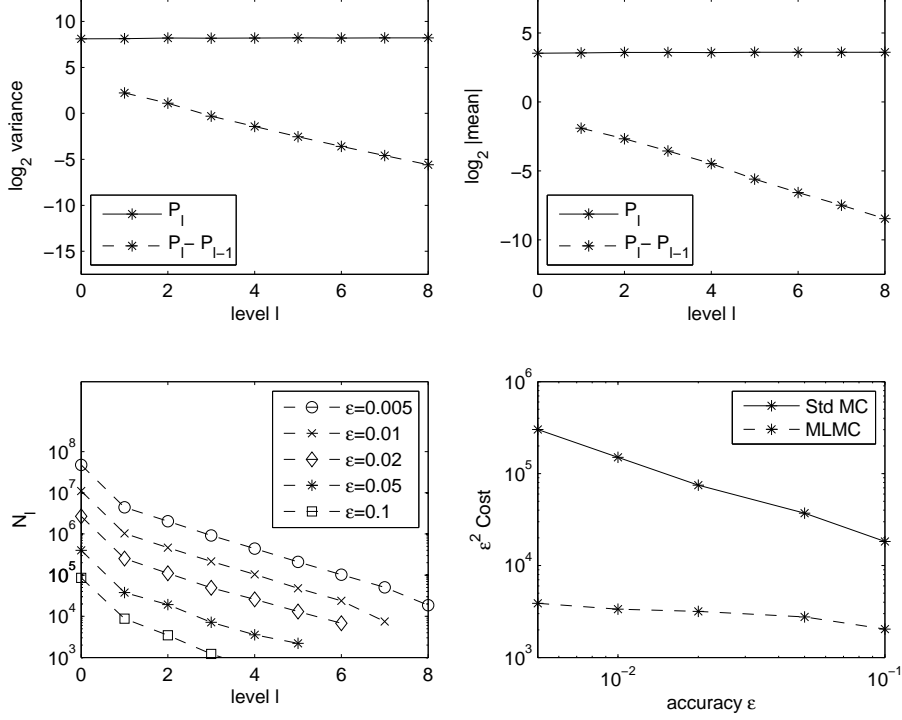 10
5
0
−5
−10
−15
log₂ variance
0 2 4 6 8
level l
P_l
P_l− P_{l−1}
5
0
−5
−10
log₂ |mean|
0 2 4 6 8
level l
P_l
P_l− P_{l−1}
10⁸
10⁷
10⁶
10⁵
10⁴
10³
N_l
0 2 4 6 8
level l
ε=0.005
ε=0.01
ε=0.02
ε=0.05
ε=0.1
10⁶
10⁵
10⁴
10³
ε² Cost
10⁻² 10⁻¹
accuracy ε
Std MC
MLMC